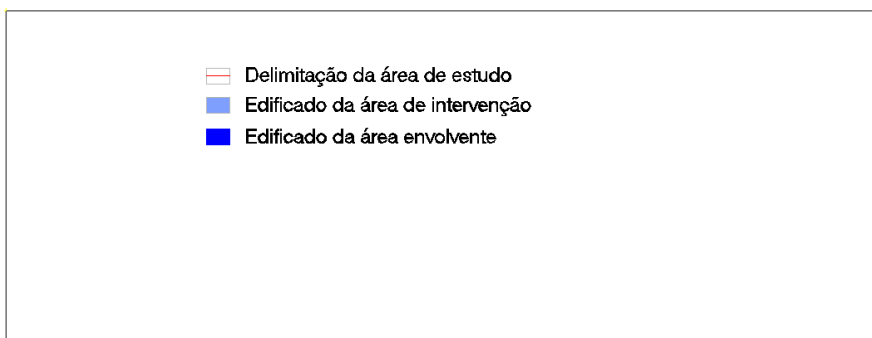 Delimitação da área de estudo
Edificado da área de intervenção
Edificado da área envolvente